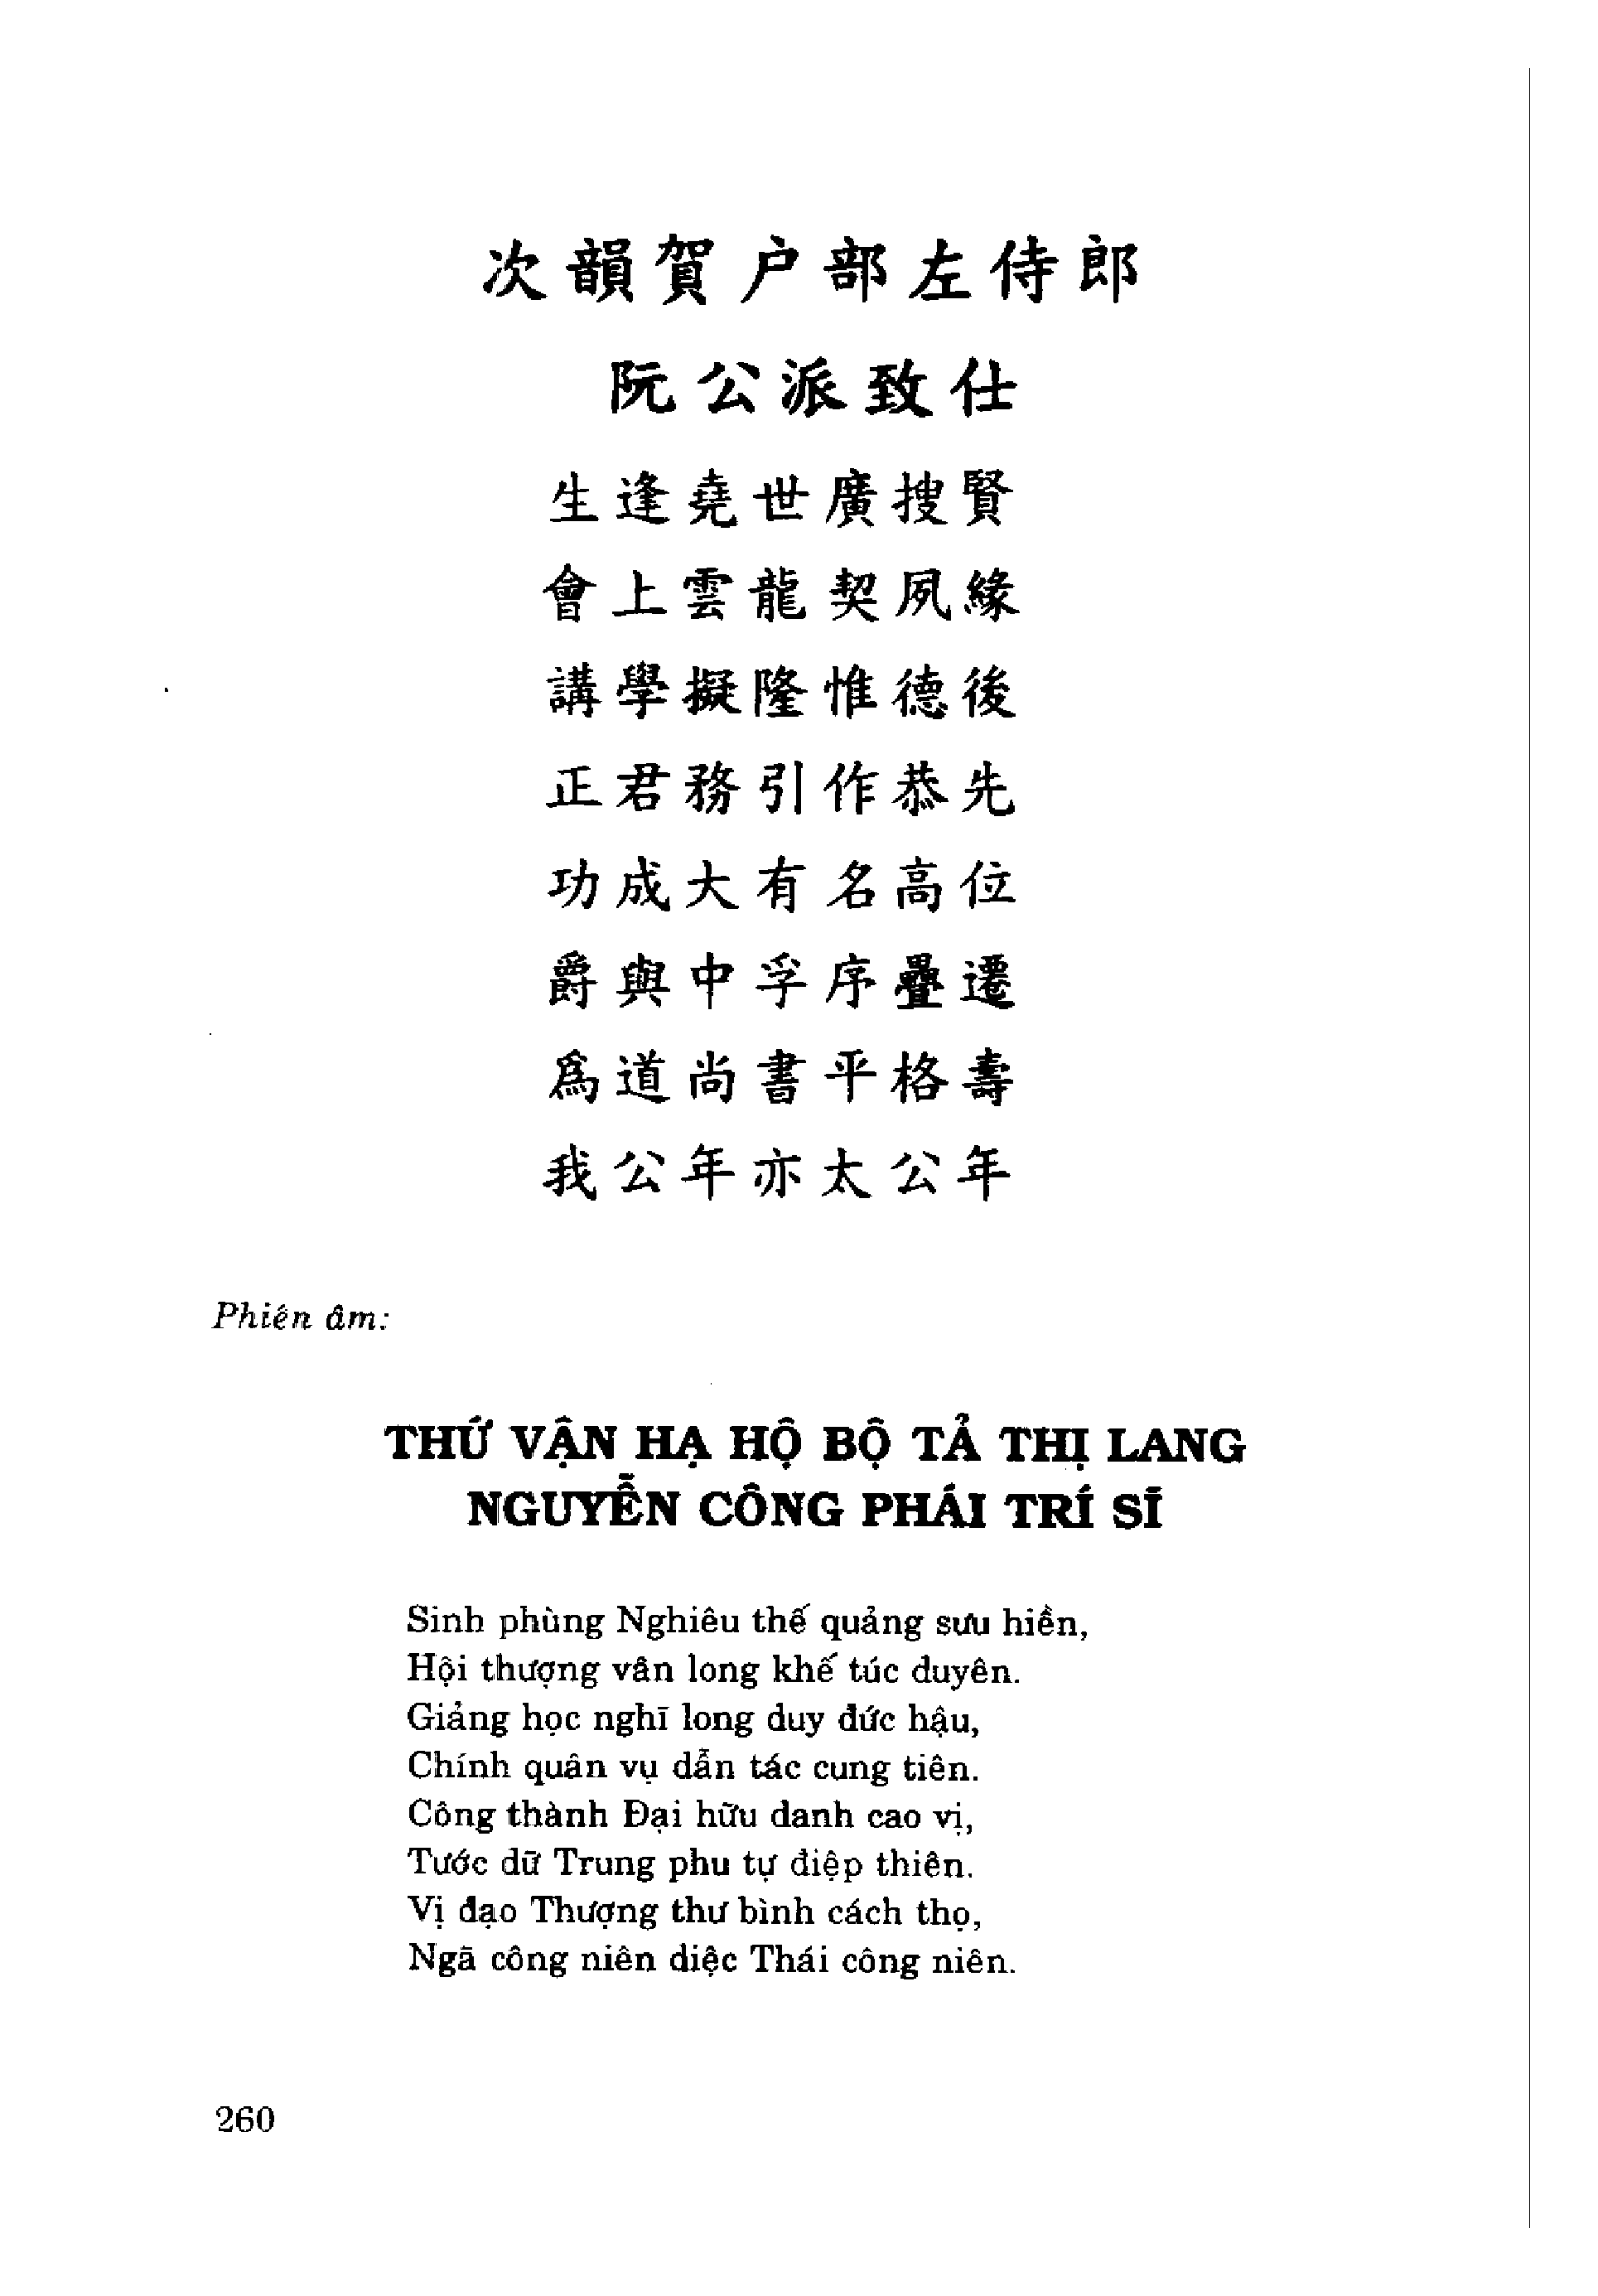 次韻賀户部左侍郎
阮公派致仕
生逢堯世廣搜賢
會上雲龍契夙緣
講學擬隆惟德後
正君務引作恭先
功成大有名高位
爵與中孚序疊遷
爲道尚書平格壽
我公年亦太公年
Phiên âm:
THỨ VẬN HẠ HỘ BỘ TẢ THỊ LANG
NGUYỄN CÔNG PHÁI TRÍ SĨ
Sinh phùng Nghiêu thế quảng sưu hiền,
Hội thượng vân long khế túc duyên.
Giảng học nghĩ long duy đức hậu,
Chính quân vụ dẫn tác cung tiên.
Công thành Đại hữu danh cao vị,
Tước dữ Trung phu tự điệp thiên.
Vị đạo Thượng thư bình cách thọ,
Ngã công niên diệc Thái công niên.
260